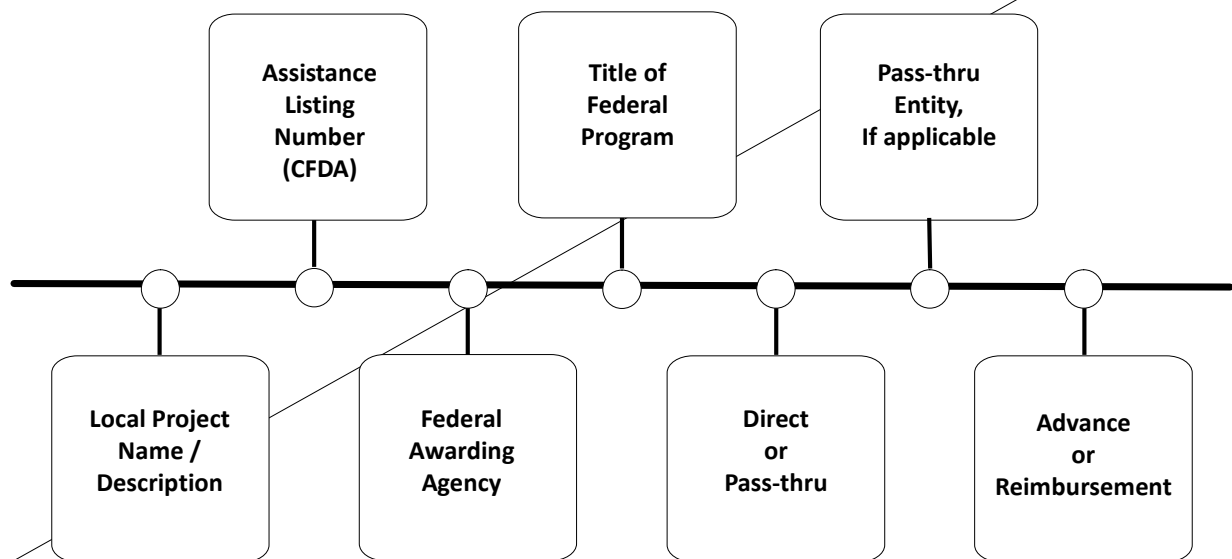 Assistance
Listing
Number
(CFDA)
Title of
Federal
Program
Pass-thru
Entity,
If applicable
Local Project
Name /
Description
Federal
Awarding
Agency
Direct
or
Pass-thru
Advance
or
Reimbursement